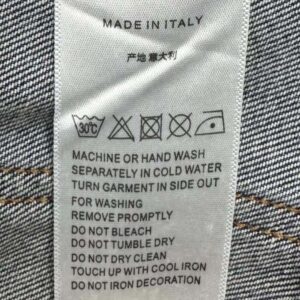 MADE IN ITALY
产地 意大利
30°C
MACHINE OR HAND WASH
SEPARATELY IN COLD WATER
TURN GARMENT IN SIDE OUT
FOR WASHING
REMOVE PROMPTLY
DO NOT BLEACH
DO NOT TUMBLE DRY
DO NOT DRY CLEAN
TOUCH UP WITH COOL IRON
DO NOT IRON DECORATION